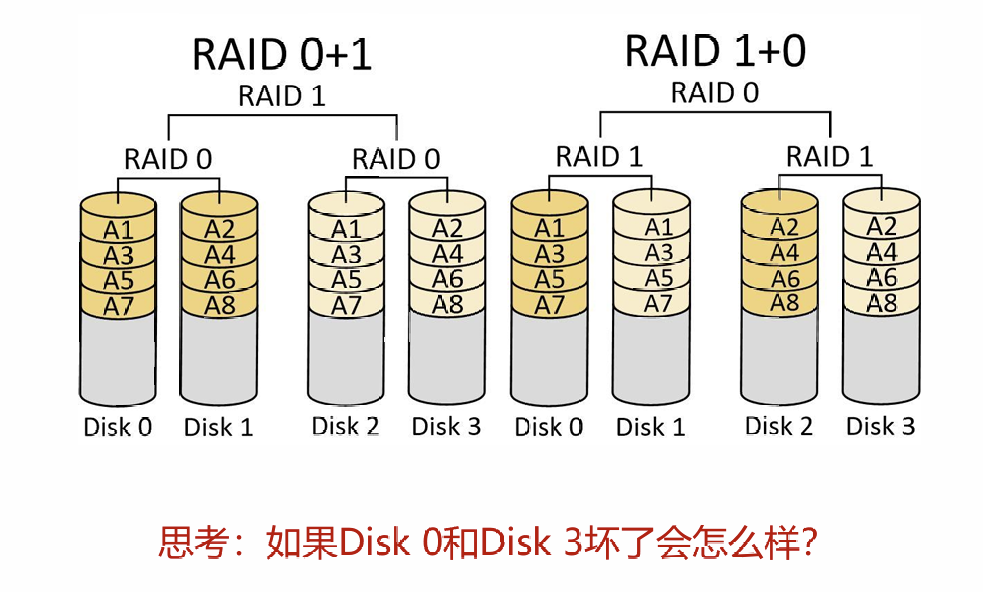 RAID 0+1
RAID 1
RAID 0 RAID 0
A1 A2 A1 A2
A3 A4 A3 A4
A5 A6 A5 A6
A7 A8 A7 A8
Disk 0 Disk 1 Disk 2 Disk 3
RAID 1+0
RAID 0
RAID 1 RAID 1
A1 A1 A2 A2
A3 A3 A4 A4
A5 A5 A6 A6
A7 A7 A8 A8
Disk 0 Disk 1 Disk 2 Disk 3
思考：如果Disk 0和Disk 3坏了会怎么样？